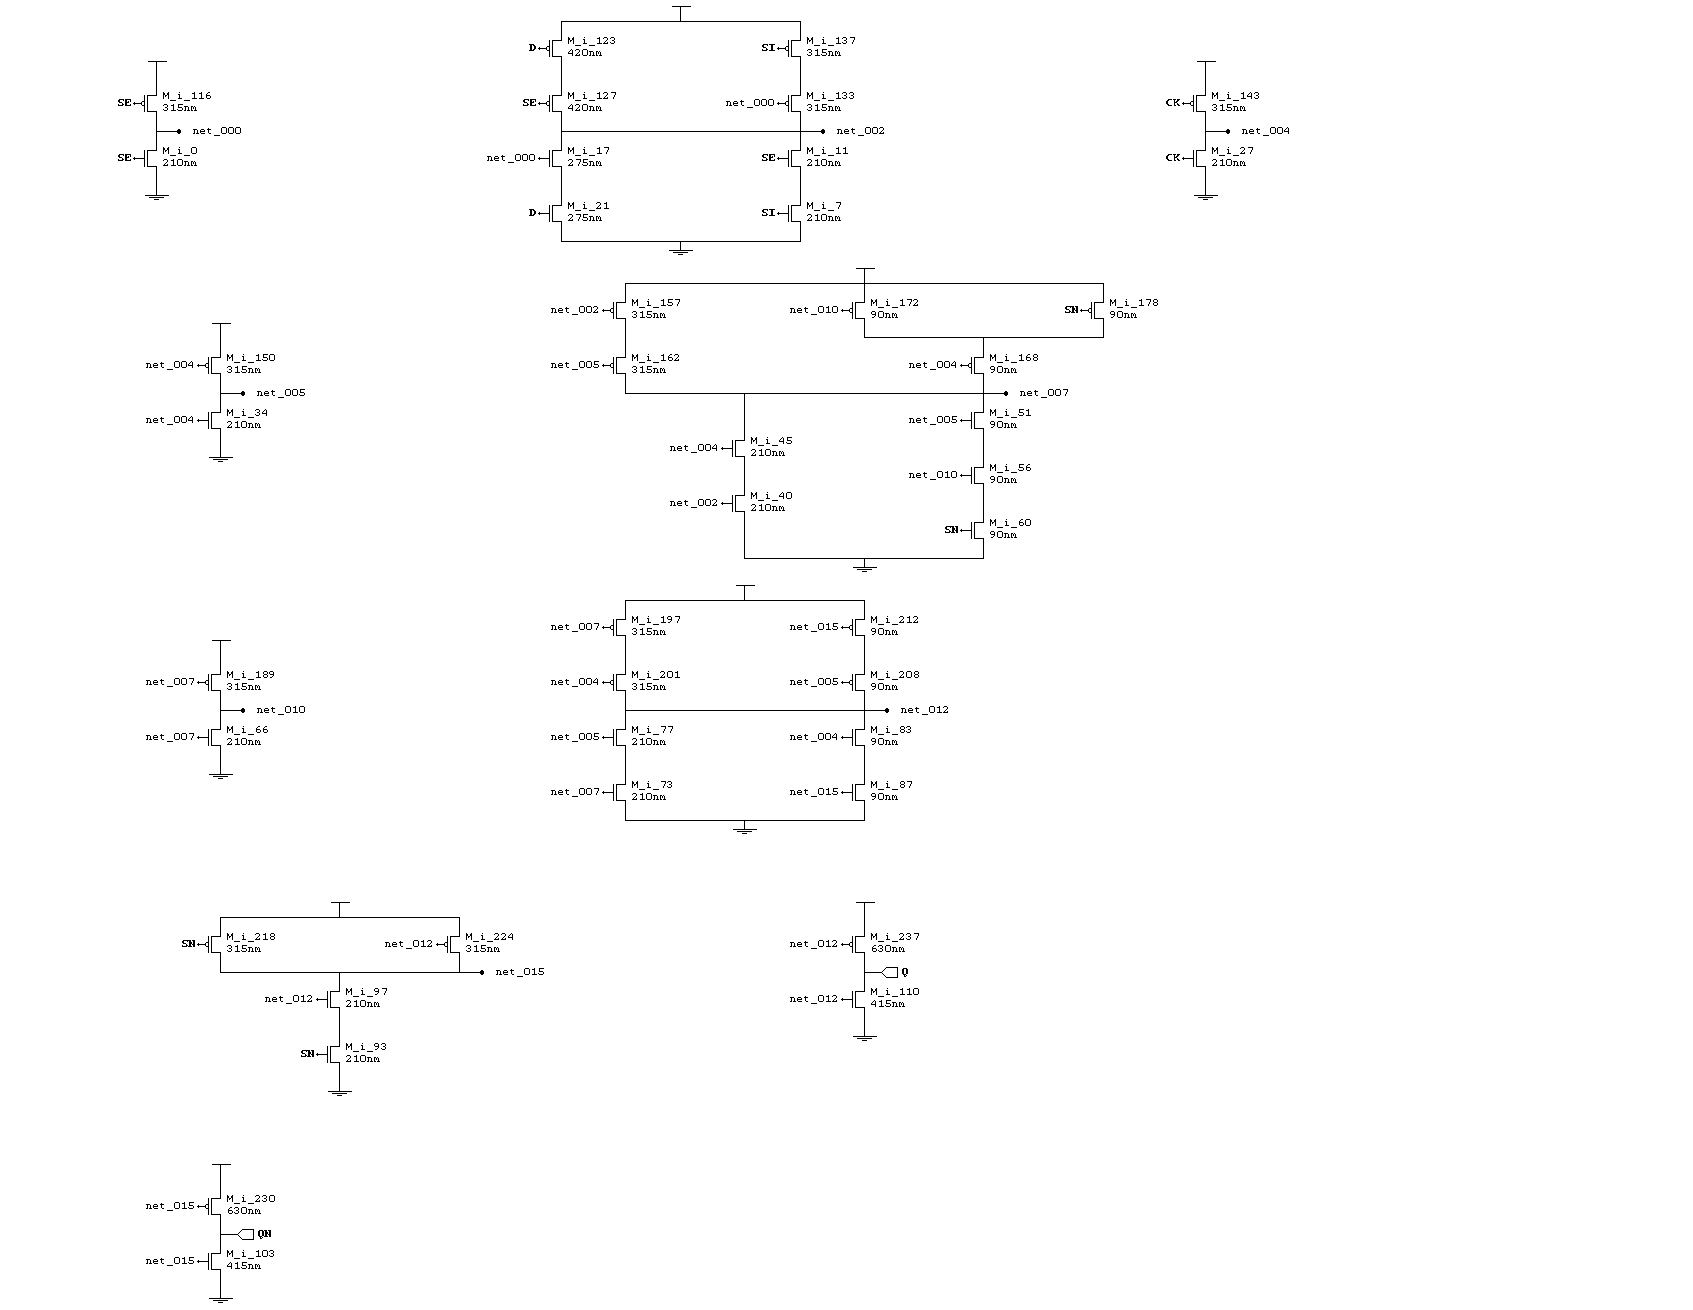 D
M_i_123
420nm
SI
M_i_137
315nm
SE
M_i_116
315nm
SE
M_i_127
420nm
net_000
M_i_133
315nm
CK
M_i_143
315nm
net_000
net_002
net_004
SE
M_i_0
210nm
net_000
M_i_17
275nm
SE
M_i_11
210nm
CK
M_i_27
210nm
D
M_i_21
275nm
SI
M_i_7
210nm
net_002
M_i_157
315nm
net_010
M_i_172
90nm
SN
M_i_178
90nm
net_004
M_i_150
315nm
net_005
M_i_162
315nm
net_004
M_i_168
90nm
net_005
net_007
net_004
M_i_34
210nm
net_005
M_i_51
90nm
net_004
M_i_45
210nm
net_010
M_i_56
90nm
net_002
M_i_40
210nm
SN
M_i_60
90nm
net_007
M_i_197
315nm
net_015
M_i_212
90nm
net_007
M_i_189
315nm
net_004
M_i_201
315nm
net_005
M_i_208
90nm
net_010
net_012
net_007
M_i_66
210nm
net_005
M_i_77
210nm
net_004
M_i_83
90nm
net_007
M_i_73
210nm
net_015
M_i_87
90nm
SN
M_i_218
315nm
net_012
M_i_224
315nm
net_012
M_i_237
630nm
net_015
Q
net_012
M_i_97
210nm
net_012
M_i_110
415nm
SN
M_i_93
210nm
net_015
M_i_230
630nm
QN
net_015
M_i_103
415nm